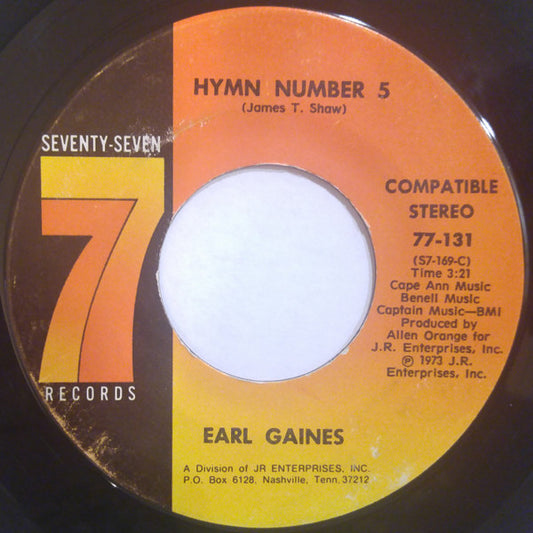 HYMN NUMBER 5
(James T. Shaw)
SEVENTY-SEVEN
7
RECORDS
COMPATIBLE
STEREO
77-131
(S7-169-C)
Time 3:21
Cape Ann Music
Benell Music
Captain Music—BMI
Produced by
Allen Orange for
J.R. Enterprises, Inc.
℗ 1973 J.R.
Enterprises, Inc.
EARL GAINES
A Division of JR ENTERPRISES, INC.
P.O. Box 6128, Nashville, Tenn. 37212